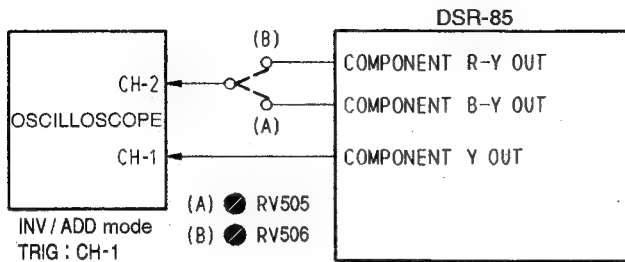 DSR-85
(B)
COMPONENT R-Y OUT
CH-2
OSCILLOSCOPE
COMPONENT B-Y OUT
(A)
CH-1
COMPONENT Y OUT
(A) RV505
(B) RV506
INV / ADD mode
TRIG : CH-1